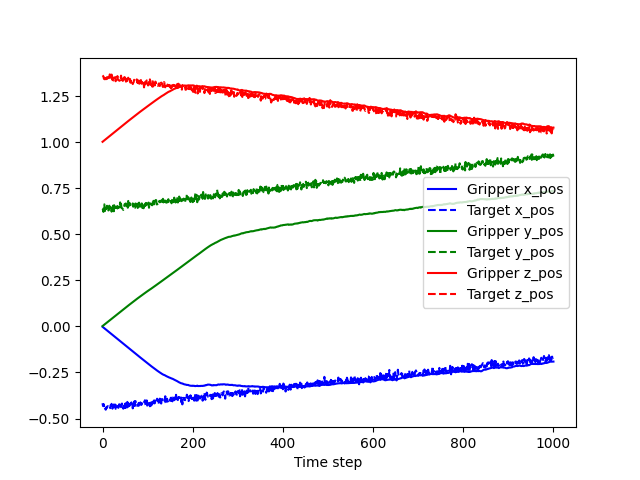 1.25
1.00
0.75
0.50
0.25
0.00
−0.25
−0.50
0 200 400 600 800 1000
Time step
Gripper x_pos
Target x_pos
Gripper y_pos
Target y_pos
Gripper z_pos
Target z_pos